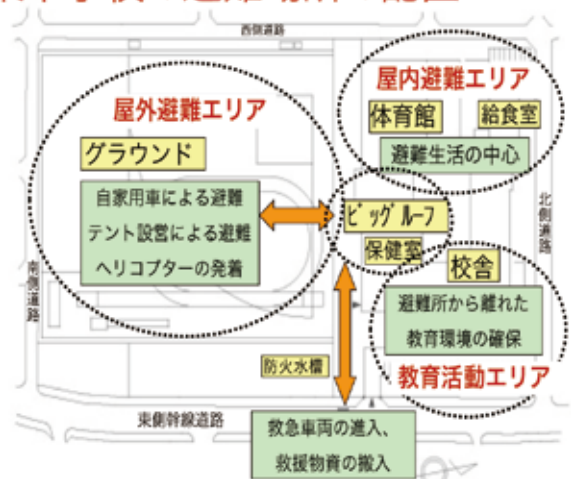 西側道路
屋内避難エリア
屋外避難エリア
体育館
給食室
グラウンド
避難生活の中心
自家用車による避難
テント設営による避難
ヘリコプターの発着
ビッグルーフ
保健室
北側道路
南側道路
校舎
避難所から離れた
教育環境の確保
防火水槽
教育活動エリア
東側幹線道路
救急車両の進入、
救援物資の搬入